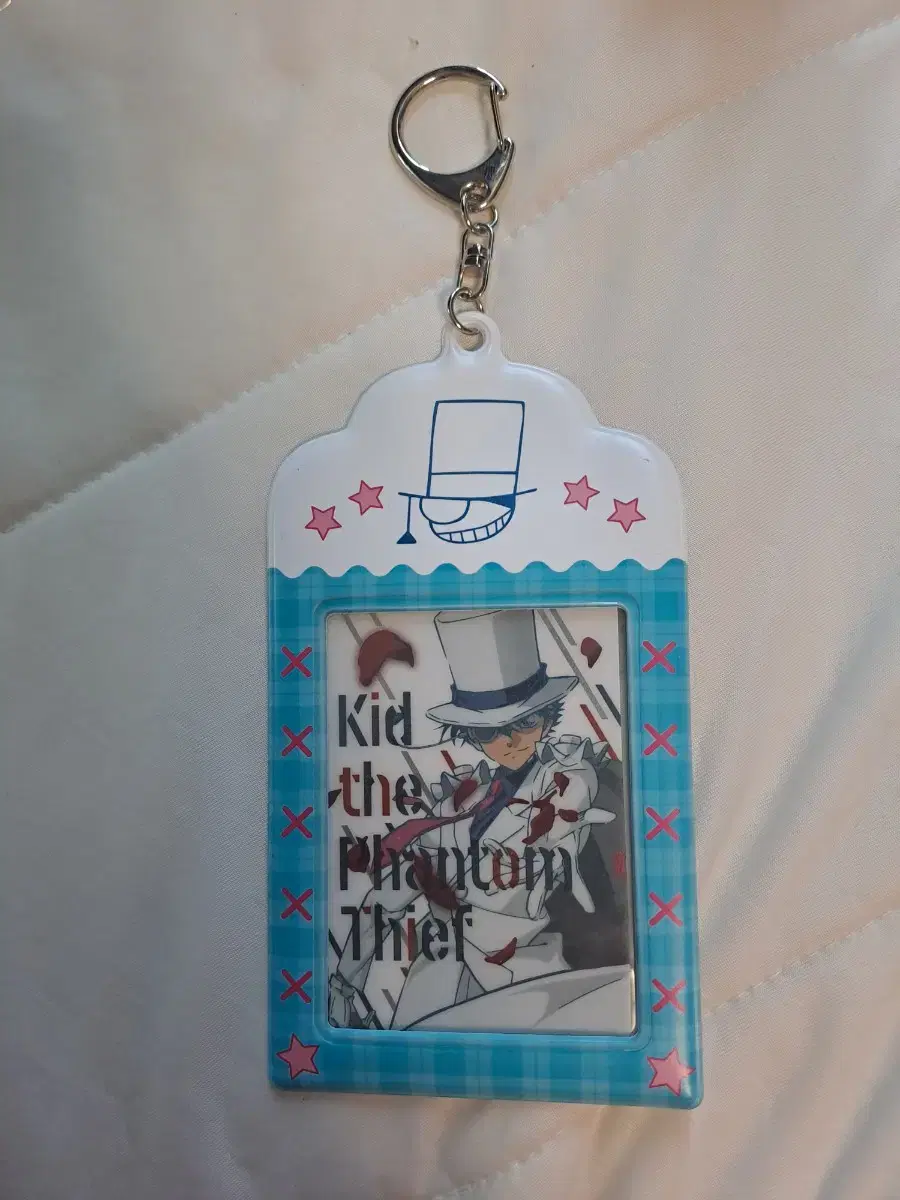 Kid
the
Phantom
Thief